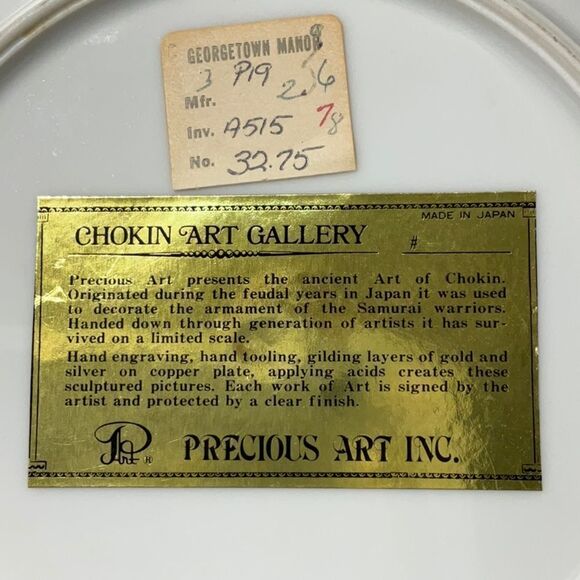 GEORGETOWN MANOR
3 P19 2 6
Mfr.
Inv. A515 7/8
No. 32.75
MADE IN JAPAN
CHOKIN ART GALLERY #
Precious Art presents the ancient Art of Chokin.
Originated during the feudal years in Japan it was used
to decorate the armament of the Samurai warriors.
Handed down through generation of artists it has sur-
vived on a limited scale.
Hand engraving, hand tooling, gilding layers of gold and
silver on copper plate, applying acids creates these
sculptured pictures. Each work of Art is signed by the
artist and protected by a clear finish.
PRECIOUS ART INC.